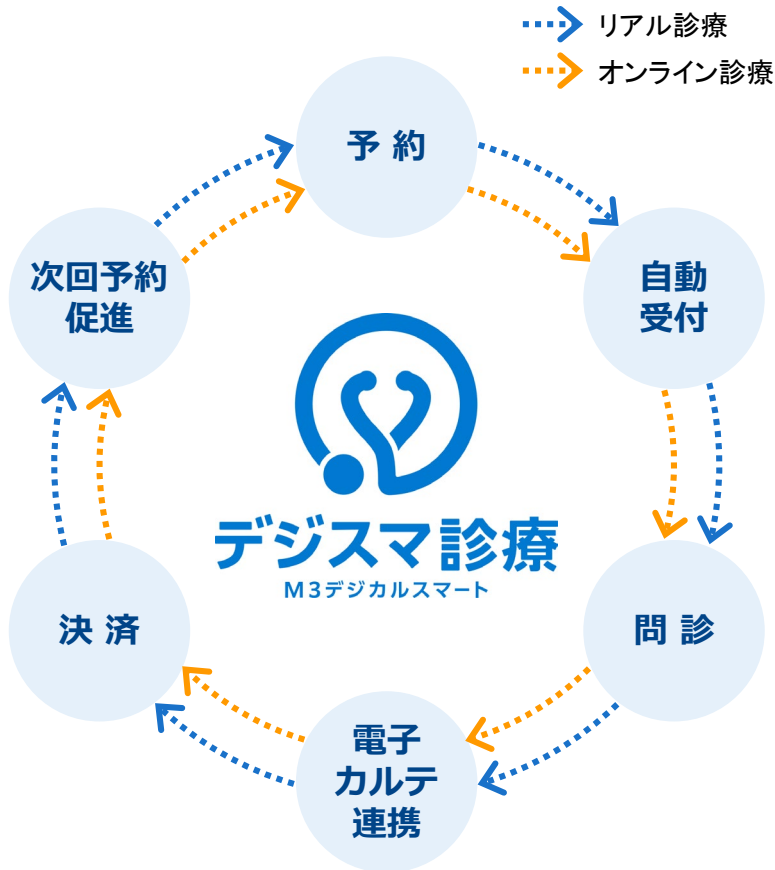 リアル診療
オンライン診療
予約
自動
受付
問診
電子
カルテ
連携
決済
次回予約
促進
デジスマ診療
M3デジカルスマート